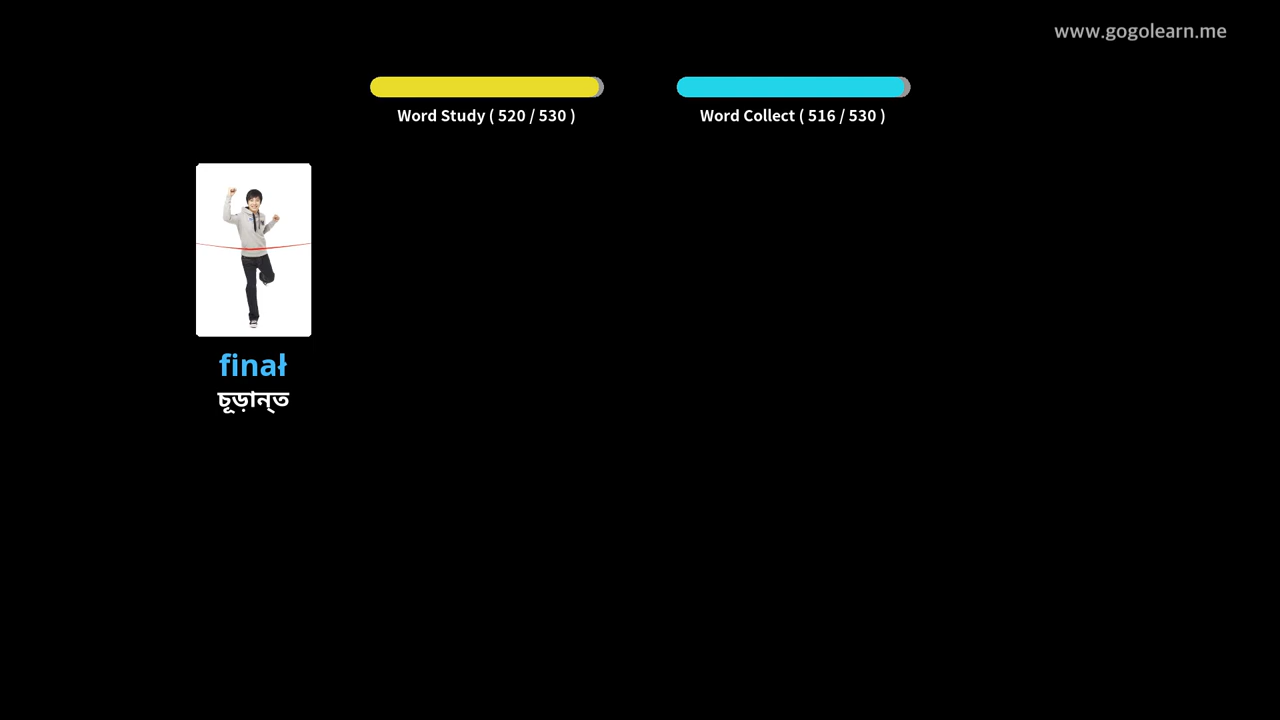 www.gogolearn.me
Word Study ( 520 / 530 )
Word Collect ( 516 / 530 )
finał
চূড়ান্ত